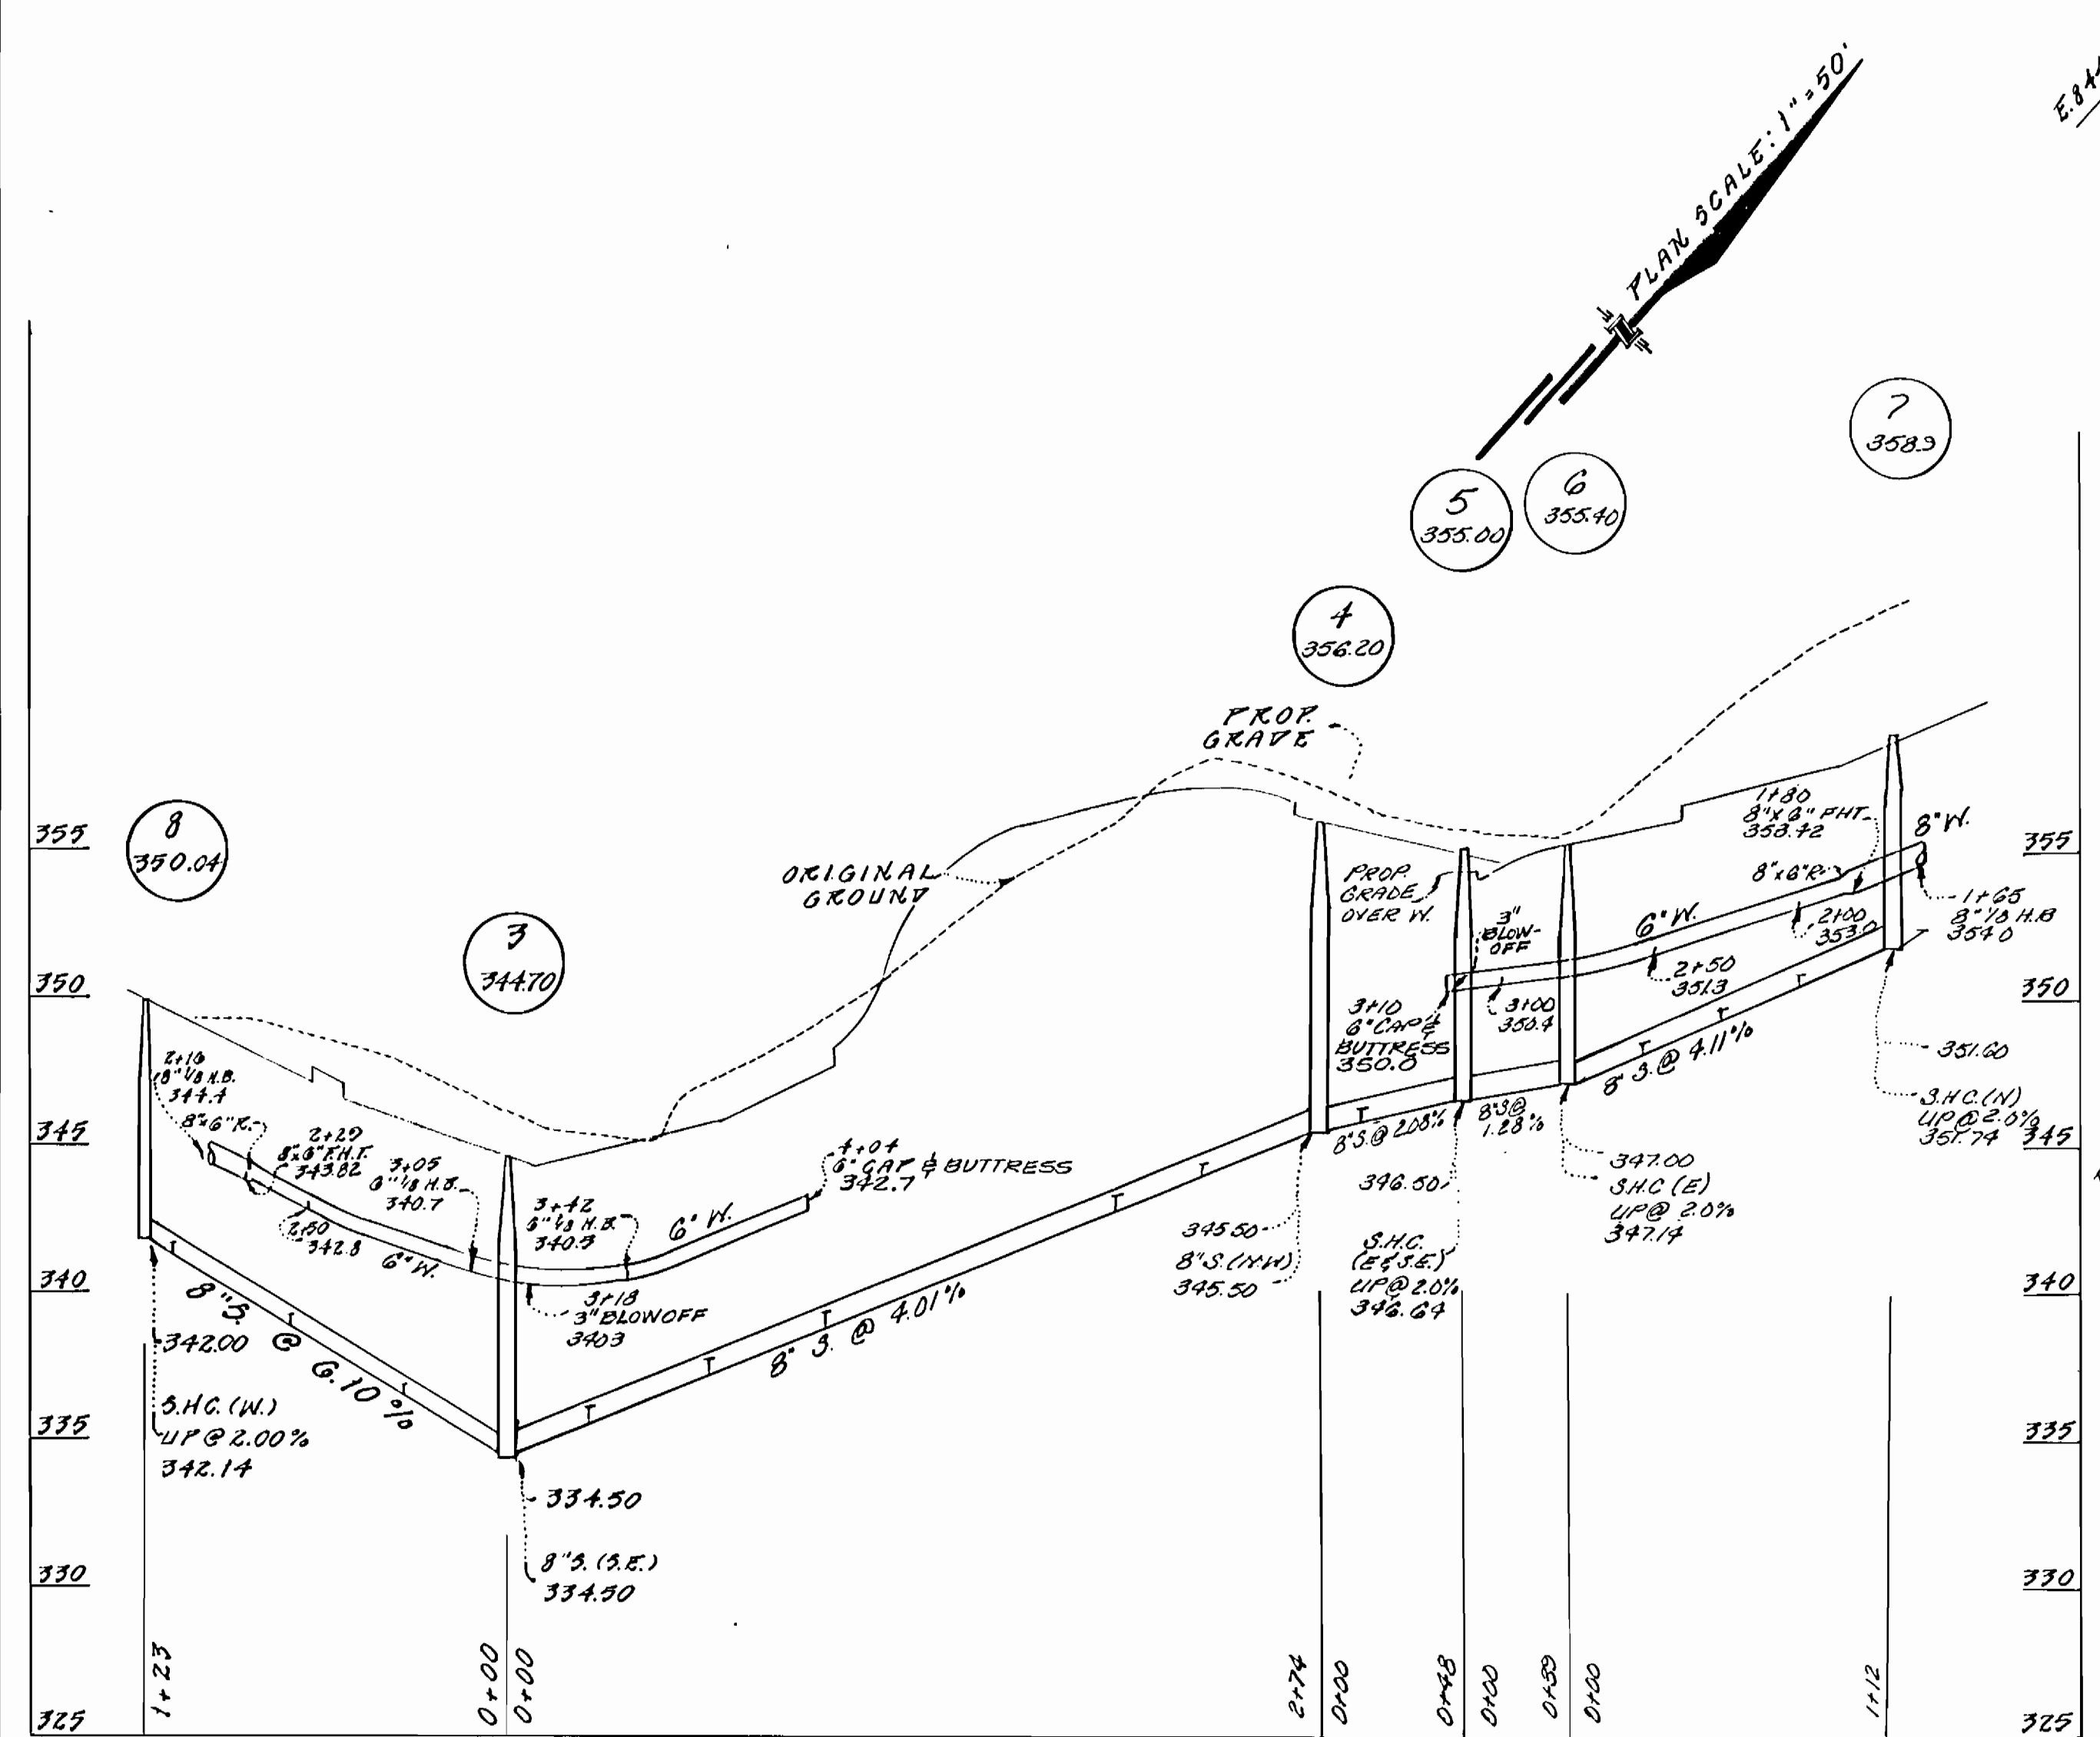 PLAN SCALE: 1" = 50'
E.84
7
358.9
6
355.40
5
355.00
4
356.20
PROP.
GRADE
8
350.04
3
344.70
ORIGINAL
GROUND
355
350
345
340
335
330
325
355
350
345
340
335
330
325
2+16
8" 1/8 H.B.
344.4
8"x6"R.
2+29
8"x6"F.H.T.
343.82
2+50
342.8
3+05
6" 1/8 H.B.
340.7
6" W.
3+42
6" 1/8 H.B.
340.5
6" W.
4+04
6" CAP & BUTTRESS
342.7
3+18
3" BLOWOFF
340.3
8" S. @ 6.10%
342.00
S.H.C. (W.)
UP @ 2.00%
342.14
334.50
8" S. (S.E.)
334.50
8" S. @ 4.01%
345.50
8" S. (N.W.)
345.50
PROP.
GRADE
OVER W.
3"
BLOW-
OFF
3+10
6" CAP &
BUTTRESS
350.0
3+00
350.4
6" W.
2+50
351.3
2+00
353.0
8"x6"R.
1+80
8"x6" FHT.
353.42
8" W.
1+65
8" 1/8 H.B
354.0
8" S. @ 2.08%
8" S @
1.28%
8" S. @ 4.11%
346.50
S.H.C.
(E & S.E.)
UP @ 2.0%
346.64
347.00
S.H.C (E)
UP @ 2.0%
347.14
351.60
S.H.C. (N)
UP @ 2.0%
351.74
1+23
0+00
0+00
2+74
0+00
0+48
0+00
0+39
0+00
1+12